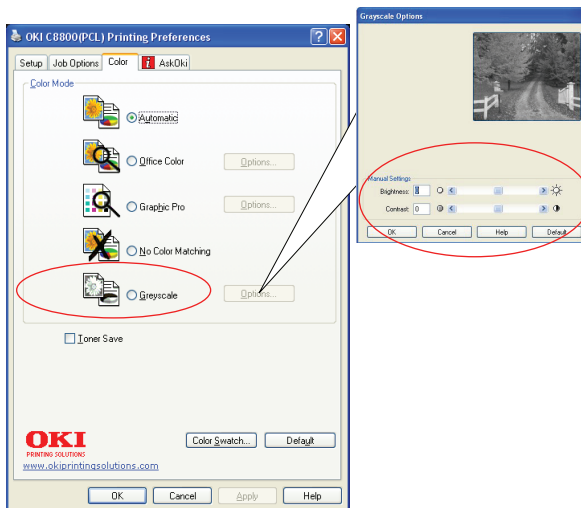 OKI C8800(PCL) Printing Preferences
Setup Job Options Color i AskOki
Color Mode
Automatic
Office Color Options...
Graphic Pro Options...
No Color Matching
Greyscale Options...
Toner Save
OKI
PRINTING SOLUTIONS
www.okiprintingsolutions.com
Color Swatch... Default
OK Cancel Apply Help
Grayscale Options
Manual Settings
Brightness: 0
Contrast: 0
OK Cancel Help Default